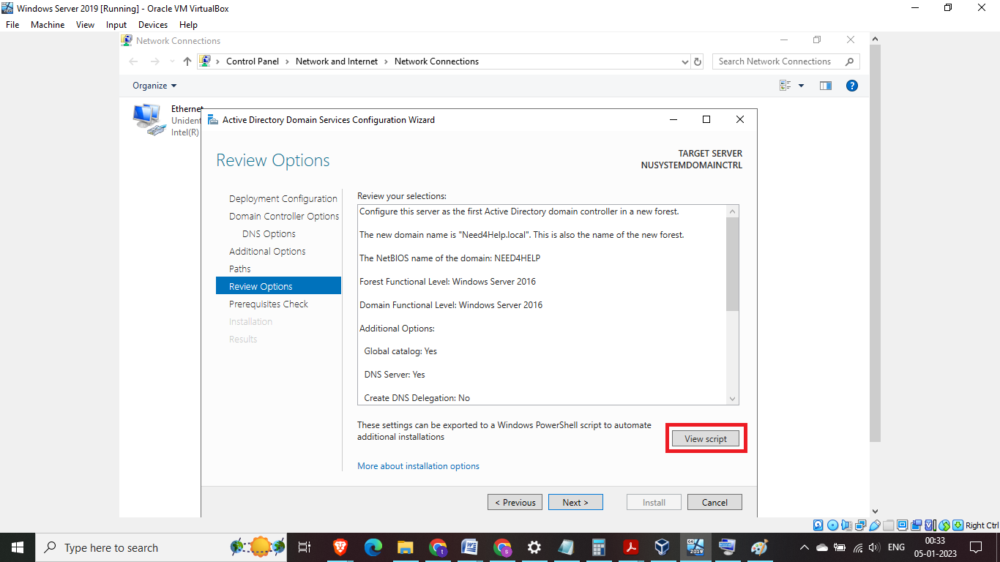 Windows Server 2019 [Running] - Oracle VM VirtualBox
File Machine View Input Devices Help
Network Connections
Control Panel > Network and Internet > Network Connections
Search Network Connections
Organize
Ethernet
Unident
Intel(R)
Active Directory Domain Services Configuration Wizard
Review Options
TARGET SERVER
NUSYSTEMDOMAINCTRL
Deployment Configuration
Domain Controller Options
DNS Options
Additional Options
Paths
Review Options
Prerequisites Check
Installation
Results
Review your selections:
Configure this server as the first Active Directory domain controller in a new forest.
The new domain name is "Need4Help.local". This is also the name of the new forest.
The NetBIOS name of the domain: NEED4HELP
Forest Functional Level: Windows Server 2016
Domain Functional Level: Windows Server 2016
Additional Options:
Global catalog: Yes
DNS Server: Yes
Create DNS Delegation: No
These settings can be exported to a Windows PowerShell script to automate
additional installations
View script
More about installation options
< Previous
Next >
Install
Cancel
Right Ctrl
Type here to search
ENG
00:33
05-01-2023